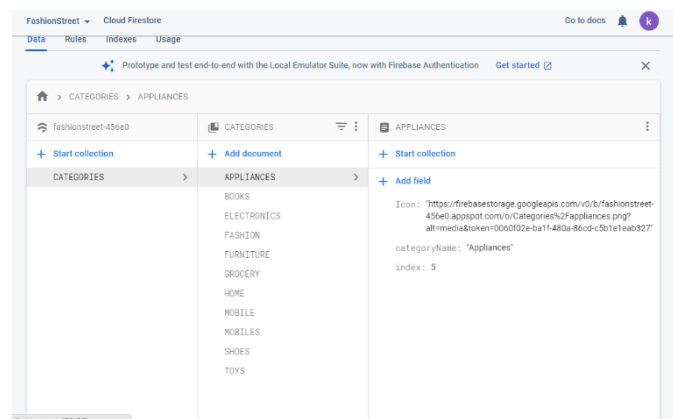 FashionStreet Cloud Firestore Go to docs k
Data Rules Indexes Usage
Prototype and test end-to-end with the Local Emulator Suite, now with Firebase Authentication Get started
> CATEGORIES > APPLIANCES
fashionstreet-456e0
+ Start collection
CATEGORIES
CATEGORIES
+ Add document
APPLIANCES
BOOKS
ELECTRONICS
FASHION
FURNITURE
GROCERY
HOME
MOBILE
MOBILES
SHOES
TOYS
APPLIANCES
+ Start collection
+ Add field
Icon: "https://firebasestorage.googleapis.com/v0/b/fashionstreet-
456e0.appspot.com/o/Categories%2Fappliances.png?
alt=media&token=0060f02e-ba1f-480a-86cd-c5b1e1eab327"
categoryName: "Appliances"
index: 5